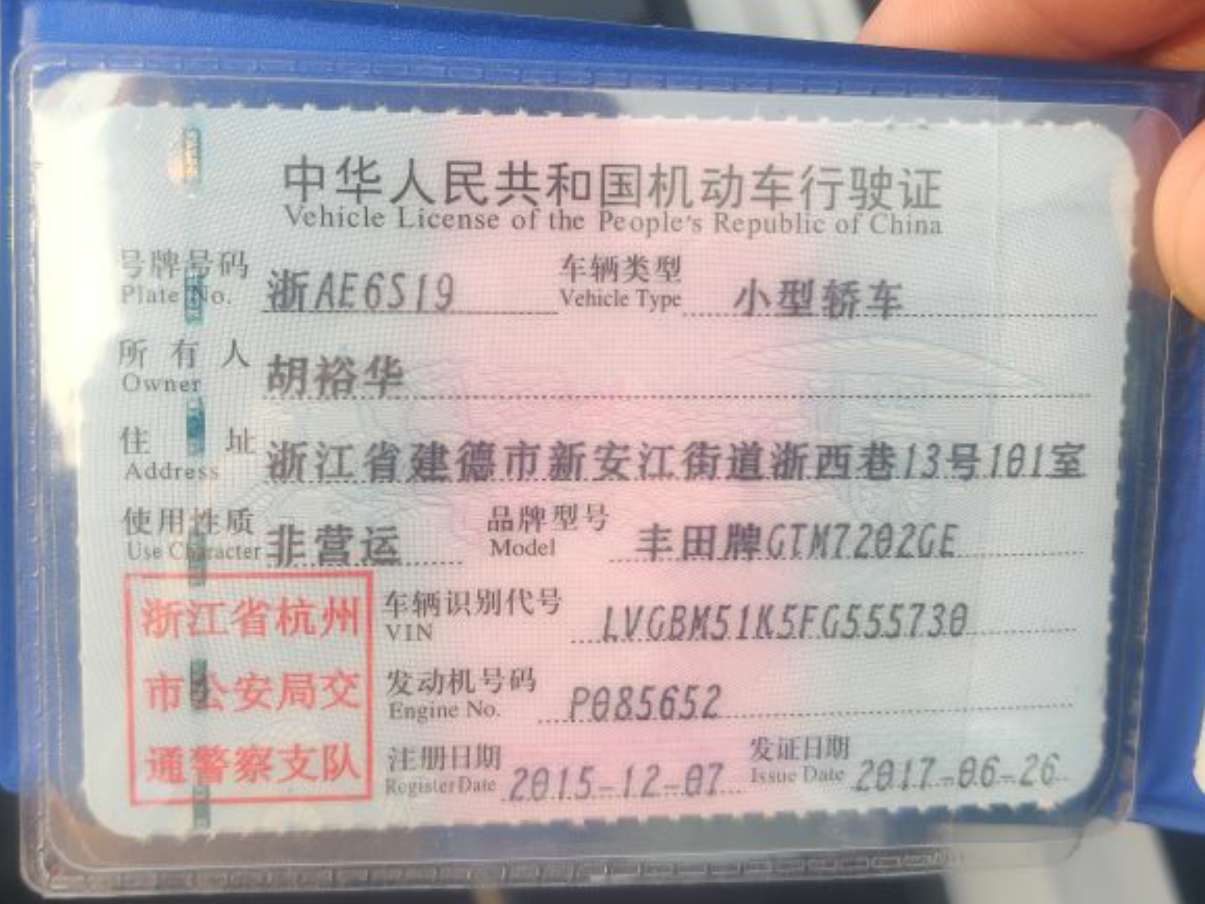 中华人民共和国机动车行驶证
Vehicle License of the People's Republic of China
号牌号码 浙AE6S19 车辆类型 小型轿车
Plate No. Vehicle Type
所有人 胡裕华
Owner
住址 浙江省建德市新安江街道浙西巷13号101室
Address
使用性质 非营运 品牌型号 丰田牌GTM7202GE
Use Character Model
浙江省杭州
市公安局交
通警察支队
车辆识别代号 LVGBM51K5FG555730
VIN
发动机号码 P085652
Engine No.
注册日期 2015-12-07 发证日期 2017-06-26
Register Date Issue Date